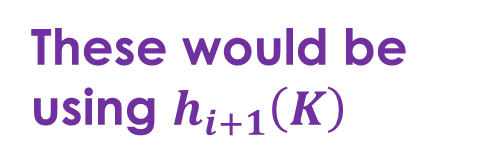 These would be
using $h_{i+1}(K)$